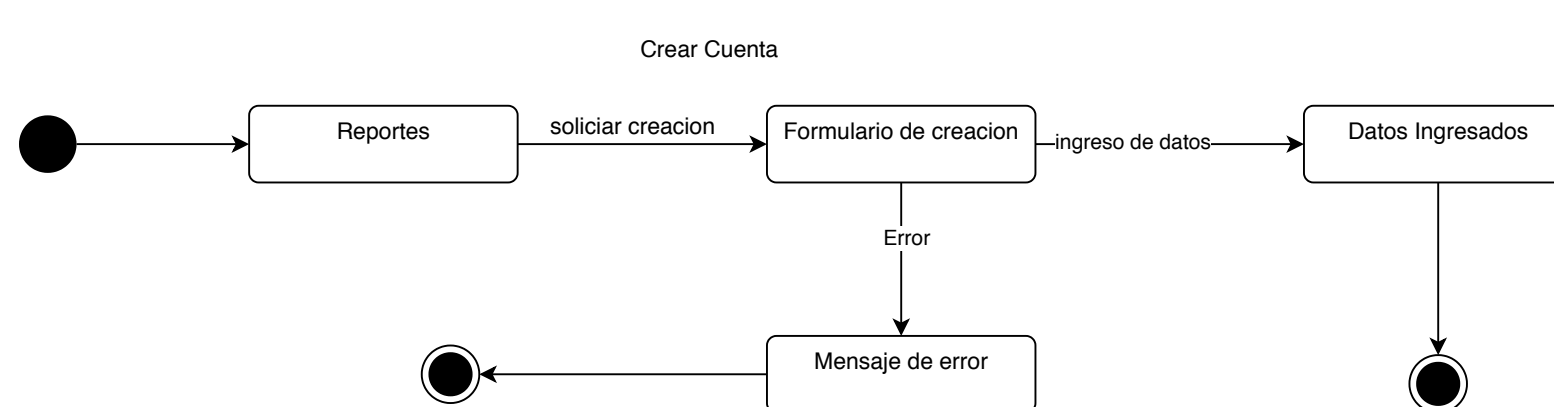 Crear Cuenta
Reportes
soliciar creacion
Formulario de creacion
ingreso de datos
Datos Ingresados
Error
Mensaje de error